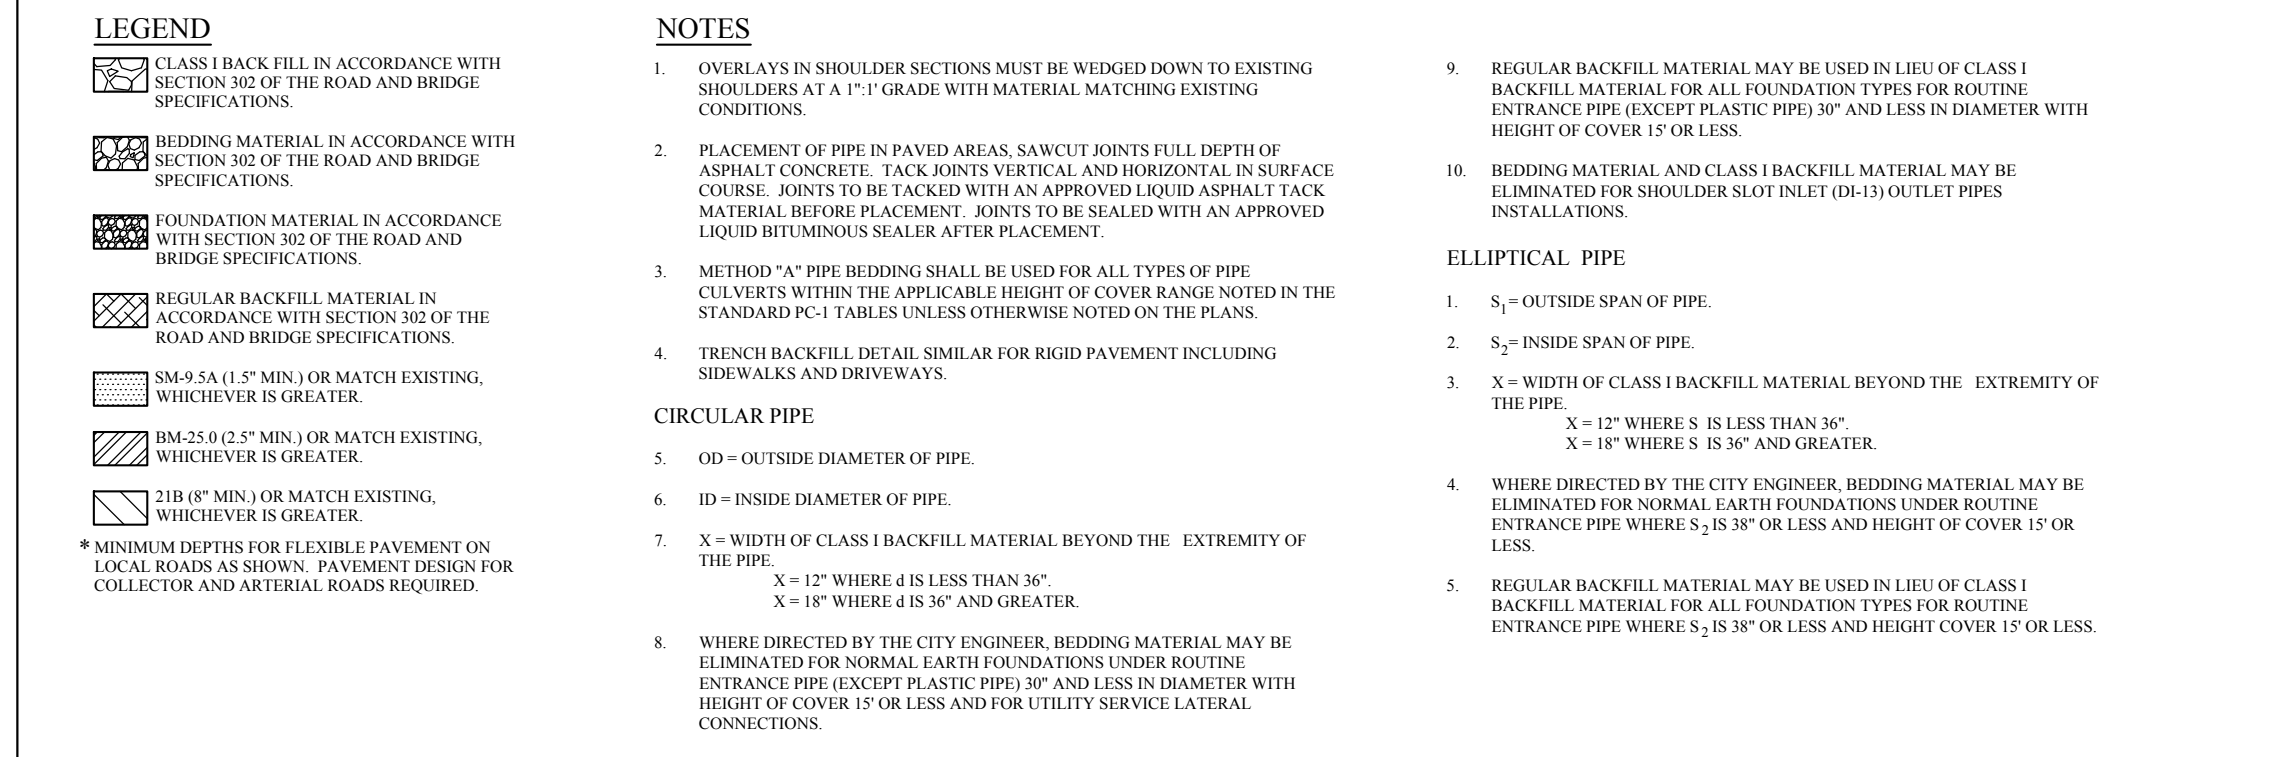 LEGEND
CLASS I BACK FILL IN ACCORDANCE WITH
SECTION 302 OF THE ROAD AND BRIDGE
SPECIFICATIONS.
BEDDING MATERIAL IN ACCORDANCE WITH
SECTION 302 OF THE ROAD AND BRIDGE
SPECIFICATIONS.
FOUNDATION MATERIAL IN ACCORDANCE
WITH SECTION 302 OF THE ROAD AND
BRIDGE SPECIFICATIONS.
REGULAR BACKFILL MATERIAL IN
ACCORDANCE WITH SECTION 302 OF THE
ROAD AND BRIDGE SPECIFICATIONS.
SM-9.5A (1.5" MIN.) OR MATCH EXISTING,
WHICHEVER IS GREATER.
BM-25.0 (2.5" MIN.) OR MATCH EXISTING,
WHICHEVER IS GREATER.
21B (8" MIN.) OR MATCH EXISTING,
WHICHEVER IS GREATER.
* MINIMUM DEPTHS FOR FLEXIBLE PAVEMENT ON
LOCAL ROADS AS SHOWN. PAVEMENT DESIGN FOR
COLLECTOR AND ARTERIAL ROADS REQUIRED.
NOTES
1. OVERLAYS IN SHOULDER SECTIONS MUST BE WEDGED DOWN TO EXISTING
SHOULDERS AT A 1":1' GRADE WITH MATERIAL MATCHING EXISTING
CONDITIONS.
2. PLACEMENT OF PIPE IN PAVED AREAS, SAWCUT JOINTS FULL DEPTH OF
ASPHALT CONCRETE. TACK JOINTS VERTICAL AND HORIZONTAL IN SURFACE
COURSE. JOINTS TO BE TACKED WITH AN APPROVED LIQUID ASPHALT TACK
MATERIAL BEFORE PLACEMENT. JOINTS TO BE SEALED WITH AN APPROVED
LIQUID BITUMINOUS SEALER AFTER PLACEMENT.
3. METHOD "A" PIPE BEDDING SHALL BE USED FOR ALL TYPES OF PIPE
CULVERTS WITHIN THE APPLICABLE HEIGHT OF COVER RANGE NOTED IN THE
STANDARD PC-1 TABLES UNLESS OTHERWISE NOTED ON THE PLANS.
4. TRENCH BACKFILL DETAIL SIMILAR FOR RIGID PAVEMENT INCLUDING
SIDEWALKS AND DRIVEWAYS.
CIRCULAR PIPE
5. OD = OUTSIDE DIAMETER OF PIPE.
6. ID = INSIDE DIAMETER OF PIPE.
7. X = WIDTH OF CLASS I BACKFILL MATERIAL BEYOND THE EXTREMITY OF
THE PIPE.
X = 12" WHERE d IS LESS THAN 36".
X = 18" WHERE d IS 36" AND GREATER.
8. WHERE DIRECTED BY THE CITY ENGINEER, BEDDING MATERIAL MAY BE
ELIMINATED FOR NORMAL EARTH FOUNDATIONS UNDER ROUTINE
ENTRANCE PIPE (EXCEPT PLASTIC PIPE) 30" AND LESS IN DIAMETER WITH
HEIGHT OF COVER 15' OR LESS AND FOR UTILITY SERVICE LATERAL
CONNECTIONS.
9. REGULAR BACKFILL MATERIAL MAY BE USED IN LIEU OF CLASS I
BACKFILL MATERIAL FOR ALL FOUNDATION TYPES FOR ROUTINE
ENTRANCE PIPE (EXCEPT PLASTIC PIPE) 30" AND LESS IN DIAMETER WITH
HEIGHT OF COVER 15' OR LESS.
10. BEDDING MATERIAL AND CLASS I BACKFILL MATERIAL MAY BE
ELIMINATED FOR SHOULDER SLOT INLET (DI-13) OUTLET PIPES
INSTALLATIONS.
ELLIPTICAL PIPE
1. S1= OUTSIDE SPAN OF PIPE.
2. S2= INSIDE SPAN OF PIPE.
3. X = WIDTH OF CLASS I BACKFILL MATERIAL BEYOND THE EXTREMITY OF
THE PIPE.
X = 12" WHERE S IS LESS THAN 36".
X = 18" WHERE S IS 36" AND GREATER.
4. WHERE DIRECTED BY THE CITY ENGINEER, BEDDING MATERIAL MAY BE
ELIMINATED FOR NORMAL EARTH FOUNDATIONS UNDER ROUTINE
ENTRANCE PIPE WHERE S2 IS 38" OR LESS AND HEIGHT OF COVER 15' OR
LESS.
5. REGULAR BACKFILL MATERIAL MAY BE USED IN LIEU OF CLASS I
BACKFILL MATERIAL FOR ALL FOUNDATION TYPES FOR ROUTINE
ENTRANCE PIPE WHERE S2 IS 38" OR LESS AND HEIGHT COVER 15' OR LESS.